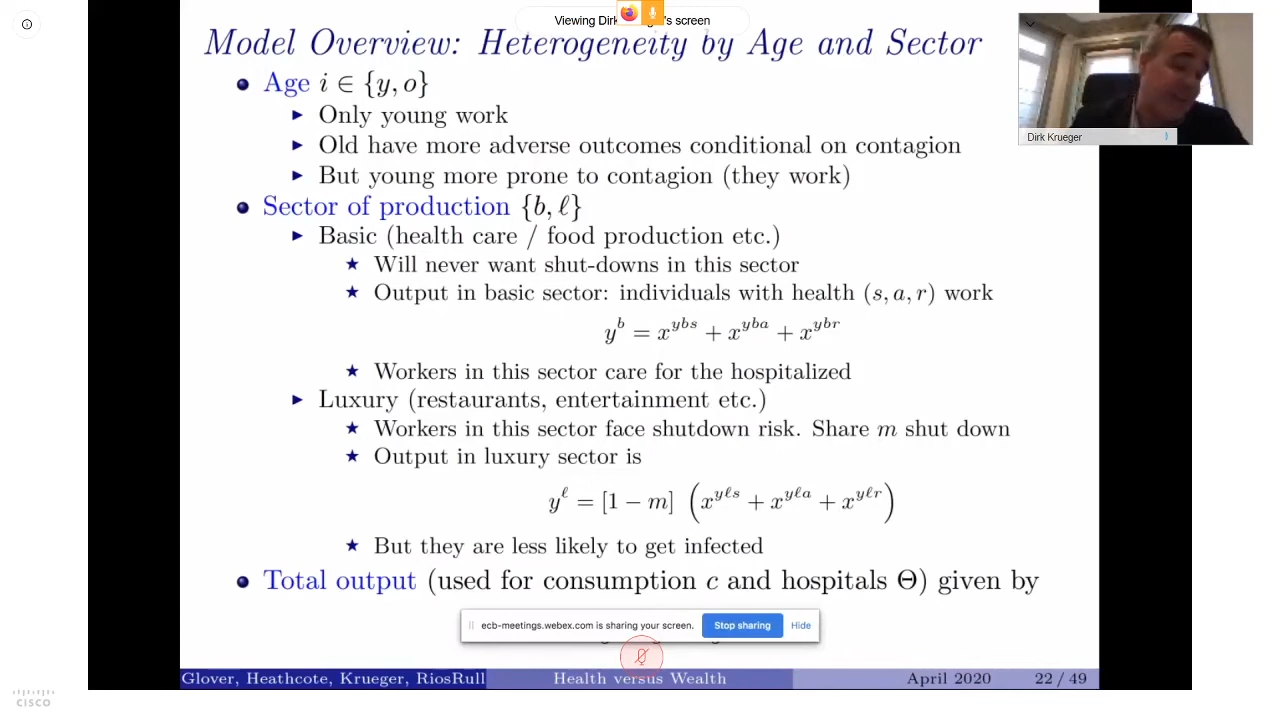 Viewing Dirk's screen
Model Overview: Heterogeneity by Age and Sector
Age i ∈ {y, o}
Only young work
Old have more adverse outcomes conditional on contagion
But young more prone to contagion (they work)
Sector of production {b, ℓ}
Basic (health care / food production etc.)
Will never want shut-downs in this sector
Output in basic sector: individuals with health (s, a, r) work
y^b = x^{ybs} + x^{yba} + x^{ybr}
Workers in this sector care for the hospitalized
Luxury (restaurants, entertainment etc.)
Workers in this sector face shutdown risk. Share m shut down
Output in luxury sector is
y^ℓ = [1 − m] (x^{yℓs} + x^{yℓa} + x^{yℓr})
But they are less likely to get infected
Total output (used for consumption c and hospitals Θ) given by
ecb-meetings.webex.com is sharing your screen. Stop sharing Hide
Glover, Heathcote, Krueger, RiosRull Health versus Wealth April 2020 22 / 49
Dirk Krueger
CISCO